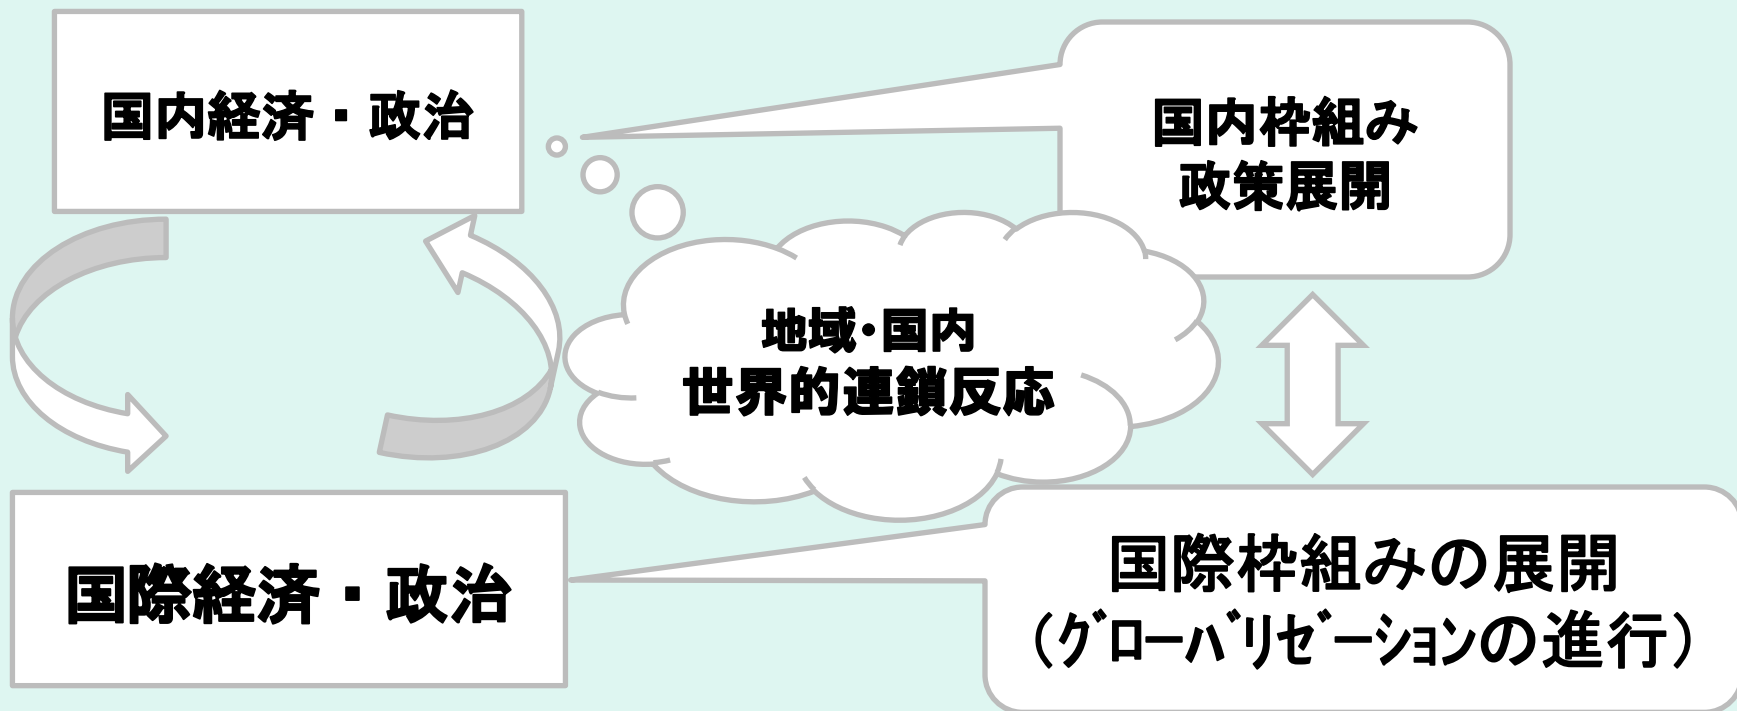 国内経済・政治
国内枠組み
政策展開
地域・国内
世界的連鎖反応
国際経済・政治
国際枠組みの展開
(グローバリゼーションの進行)